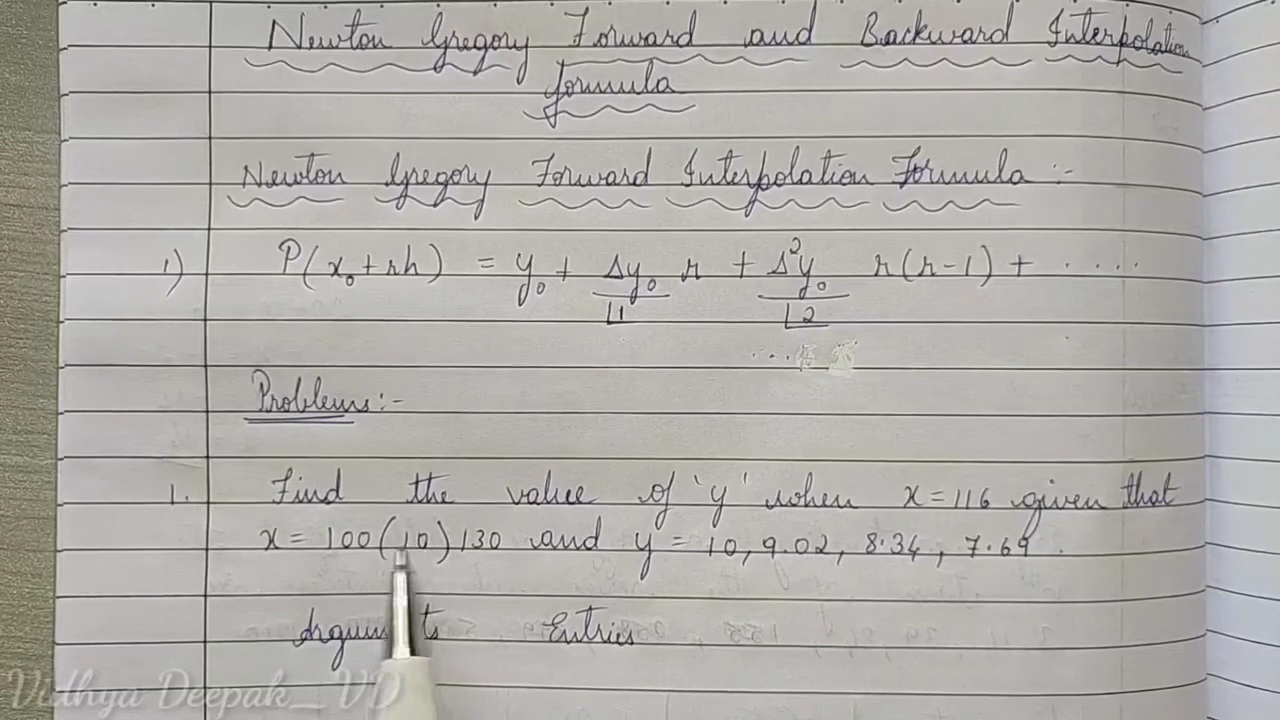 Newton Gregory Forward and Backward Interpolation
formula
Newton Gregory Forward Interpolation Formula :-
1) P(x₀+rh) = y₀ + Δy₀/⌊1 r + Δ²y₀/⌊2 r(r-1) + ....
...
Problems:-
1. Find the value of 'y' when x=116 given that
x = 100(10)130 and y = 10, 9.02, 8.34, 7.69.
Entries
Vidhya Deepak_VD